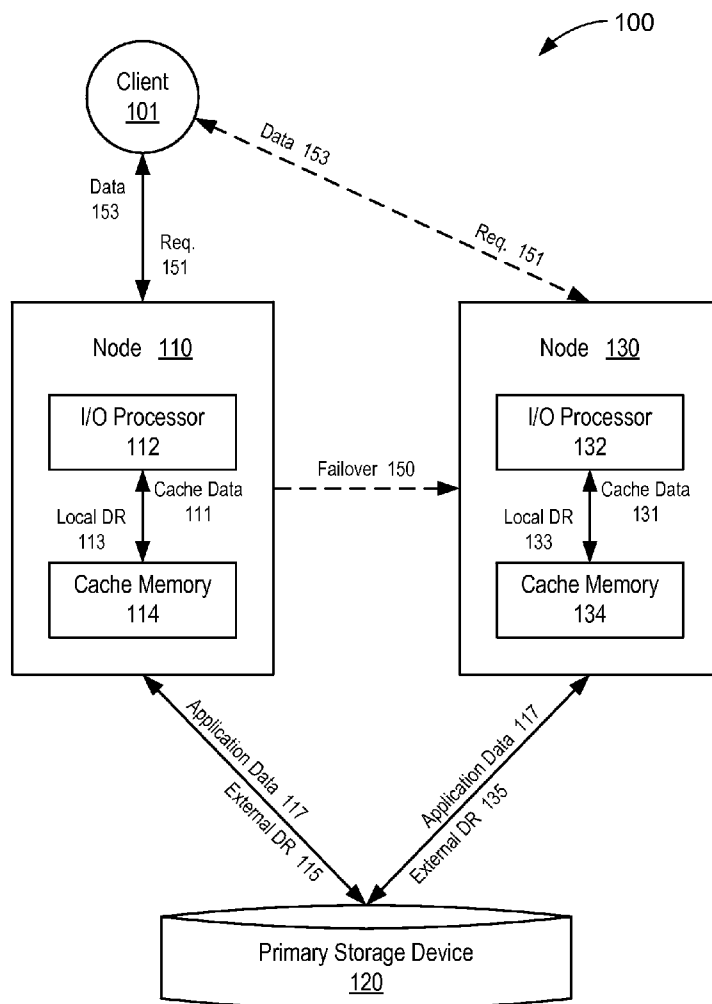 100
Client
101
Data 153
Req. 151
Data
153
Req.
151
Node 110
I/O Processor
112
Cache Data
111
Local DR
113
Cache Memory
114
Failover 150
Node 130
I/O Processor
132
Cache Data
131
Local DR
133
Cache Memory
134
Application Data 117
External DR 115
Application Data 117
External DR 135
Primary Storage Device
120